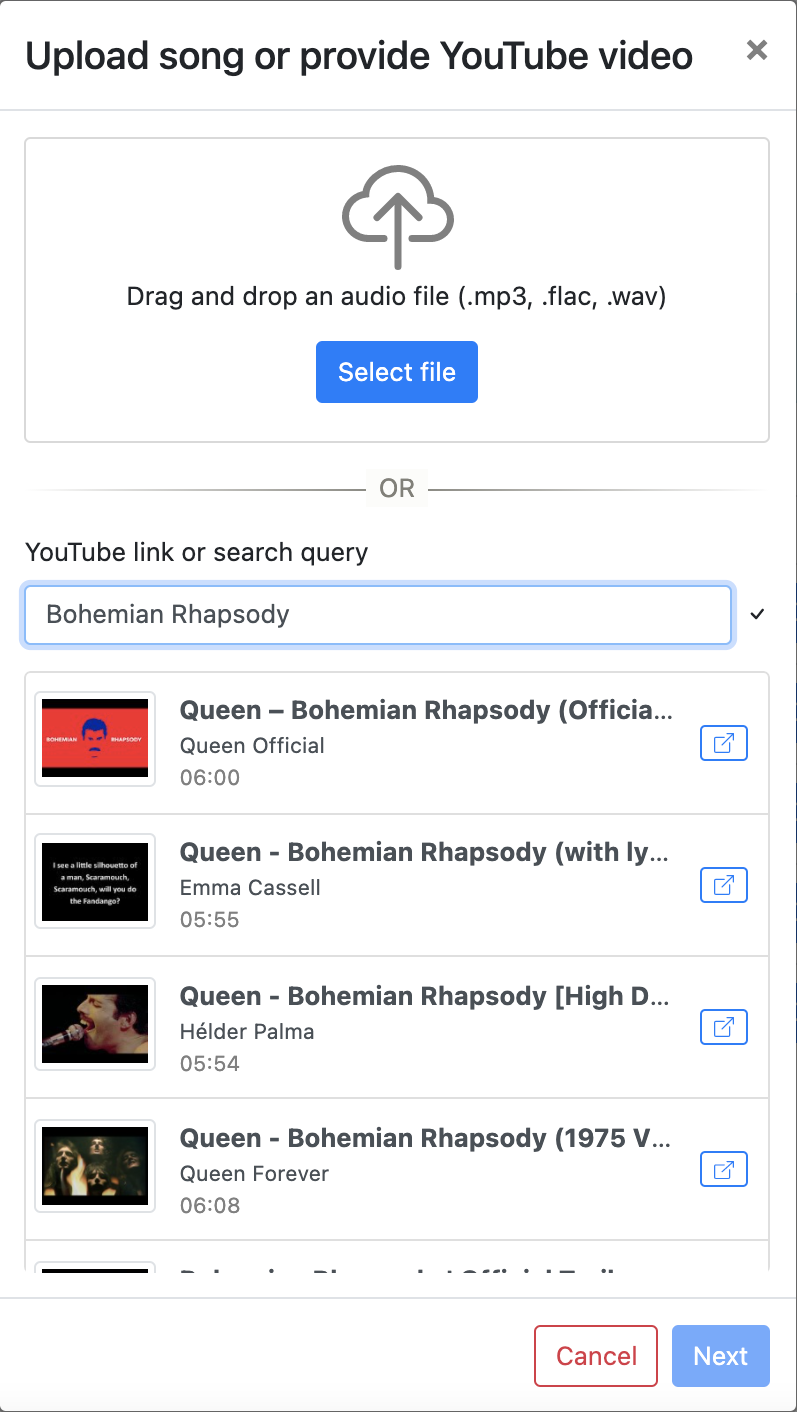 Upload song or provide YouTube video
Drag and drop an audio file (.mp3, .flac, .wav)
Select file
OR
YouTube link or search query
Bohemian Rhapsody
BOHEMIAN RHAPSODY
Queen – Bohemian Rhapsody (Officia...
Queen Official
06:00
I see a little silhouetto of
a man, Scaramouch,
Scaramouch, will you do
the Fandango?
Queen - Bohemian Rhapsody (with ly...
Emma Cassell
05:55
Queen - Bohemian Rhapsody [High D...
Hélder Palma
05:54
Queen - Bohemian Rhapsody (1975 V...
Queen Forever
06:08
Cancel
Next